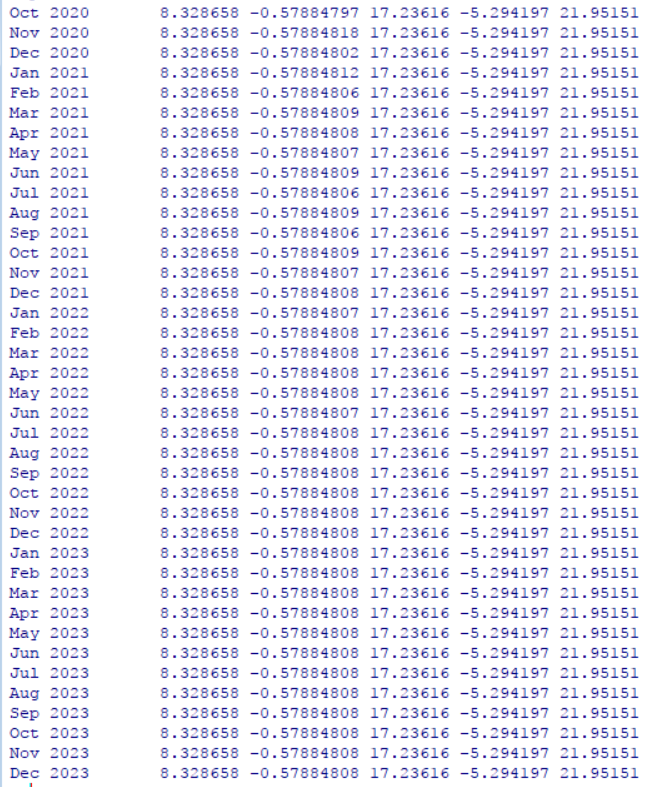 Oct 2020 8.328658 -0.57884797 17.23616 -5.294197 21.95151
Nov 2020 8.328658 -0.57884818 17.23616 -5.294197 21.95151
Dec 2020 8.328658 -0.57884802 17.23616 -5.294197 21.95151
Jan 2021 8.328658 -0.57884812 17.23616 -5.294197 21.95151
Feb 2021 8.328658 -0.57884806 17.23616 -5.294197 21.95151
Mar 2021 8.328658 -0.57884809 17.23616 -5.294197 21.95151
Apr 2021 8.328658 -0.57884808 17.23616 -5.294197 21.95151
May 2021 8.328658 -0.57884807 17.23616 -5.294197 21.95151
Jun 2021 8.328658 -0.57884809 17.23616 -5.294197 21.95151
Jul 2021 8.328658 -0.57884806 17.23616 -5.294197 21.95151
Aug 2021 8.328658 -0.57884809 17.23616 -5.294197 21.95151
Sep 2021 8.328658 -0.57884806 17.23616 -5.294197 21.95151
Oct 2021 8.328658 -0.57884809 17.23616 -5.294197 21.95151
Nov 2021 8.328658 -0.57884807 17.23616 -5.294197 21.95151
Dec 2021 8.328658 -0.57884808 17.23616 -5.294197 21.95151
Jan 2022 8.328658 -0.57884807 17.23616 -5.294197 21.95151
Feb 2022 8.328658 -0.57884808 17.23616 -5.294197 21.95151
Mar 2022 8.328658 -0.57884808 17.23616 -5.294197 21.95151
Apr 2022 8.328658 -0.57884808 17.23616 -5.294197 21.95151
May 2022 8.328658 -0.57884808 17.23616 -5.294197 21.95151
Jun 2022 8.328658 -0.57884807 17.23616 -5.294197 21.95151
Jul 2022 8.328658 -0.57884808 17.23616 -5.294197 21.95151
Aug 2022 8.328658 -0.57884808 17.23616 -5.294197 21.95151
Sep 2022 8.328658 -0.57884808 17.23616 -5.294197 21.95151
Oct 2022 8.328658 -0.57884808 17.23616 -5.294197 21.95151
Nov 2022 8.328658 -0.57884808 17.23616 -5.294197 21.95151
Dec 2022 8.328658 -0.57884808 17.23616 -5.294197 21.95151
Jan 2023 8.328658 -0.57884808 17.23616 -5.294197 21.95151
Feb 2023 8.328658 -0.57884808 17.23616 -5.294197 21.95151
Mar 2023 8.328658 -0.57884808 17.23616 -5.294197 21.95151
Apr 2023 8.328658 -0.57884808 17.23616 -5.294197 21.95151
May 2023 8.328658 -0.57884808 17.23616 -5.294197 21.95151
Jun 2023 8.328658 -0.57884808 17.23616 -5.294197 21.95151
Jul 2023 8.328658 -0.57884808 17.23616 -5.294197 21.95151
Aug 2023 8.328658 -0.57884808 17.23616 -5.294197 21.95151
Sep 2023 8.328658 -0.57884808 17.23616 -5.294197 21.95151
Oct 2023 8.328658 -0.57884808 17.23616 -5.294197 21.95151
Nov 2023 8.328658 -0.57884808 17.23616 -5.294197 21.95151
Dec 2023 8.328658 -0.57884808 17.23616 -5.294197 21.95151